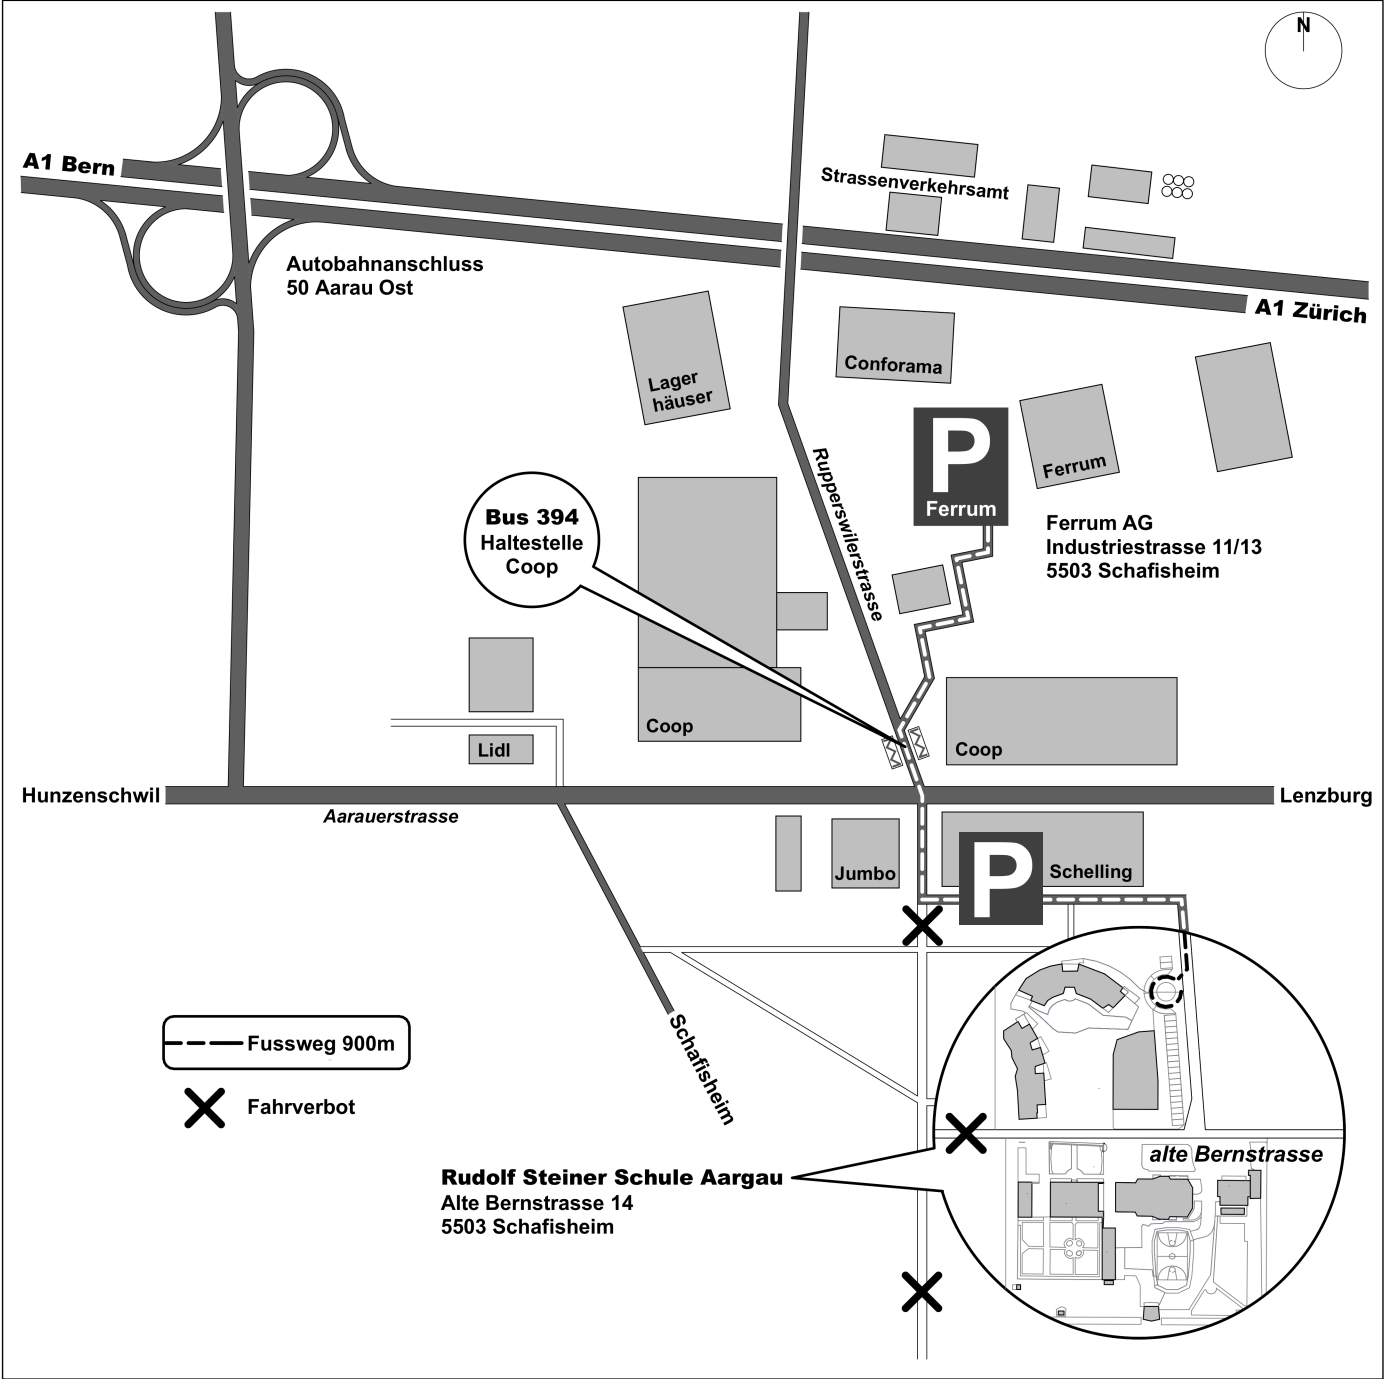 N
A1 Bern
Strassenverkehrsamt
Autobahnanschluss
50 Aarau Ost
A1 Zürich
Lager
häuser
Conforama
P
Ferrum
Ferrum
Rupperswilerstrasse
Bus 394
Haltestelle
Coop
Ferrum AG
Industriestrasse 11/13
5503 Schafisheim
Coop
Coop
Lidl
Hunzenschwil
Lenzburg
Aarauerstrasse
Jumbo
P
Schelling
Schafisheim
Fussweg 900m
Fahrverbot
alte Bernstrasse
Rudolf Steiner Schule Aargau
Alte Bernstrasse 14
5503 Schafisheim